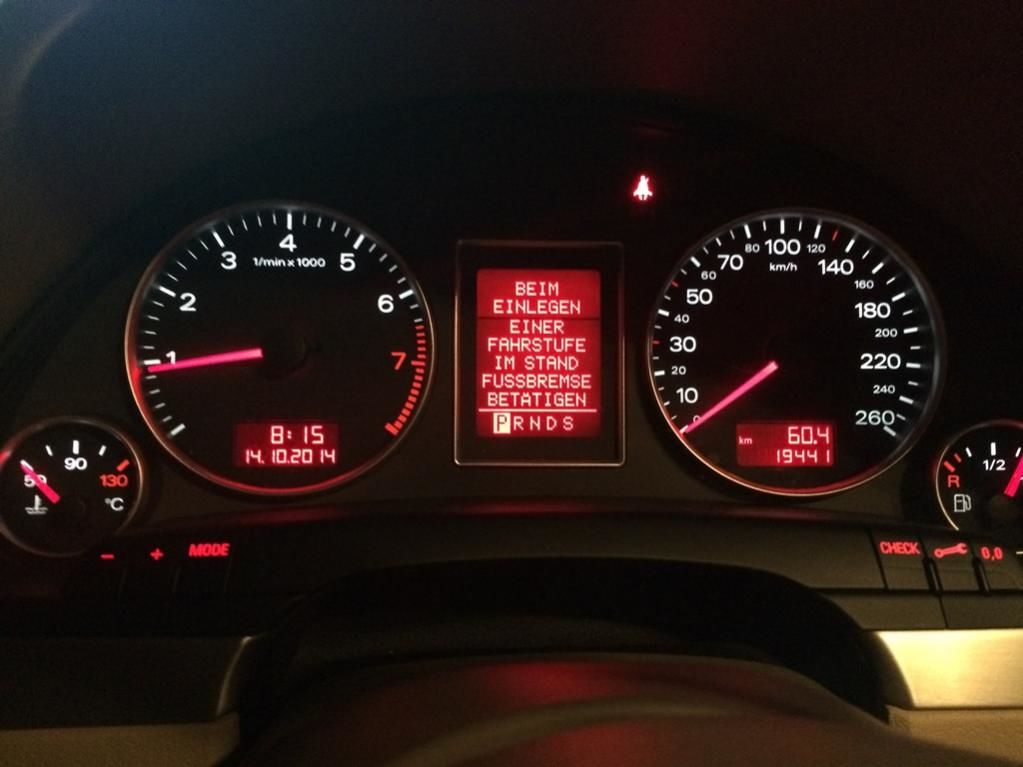 4
3
5
1/min x 1000
2
6
1
7
8:15
14.10.2014
BEIM
EINLEGEN
EINER
FAHRSTUFE
IM STAND
FUSSBREMSE
BETÄTIGEN
PRNDS
80 100 120
70 km/h 140
60 160
50 180
40 200
30 220
20 240
10 260
0
km 60.4
19441
50 90 130
°C
R 1/2
- + MODE
CHECK 0,0